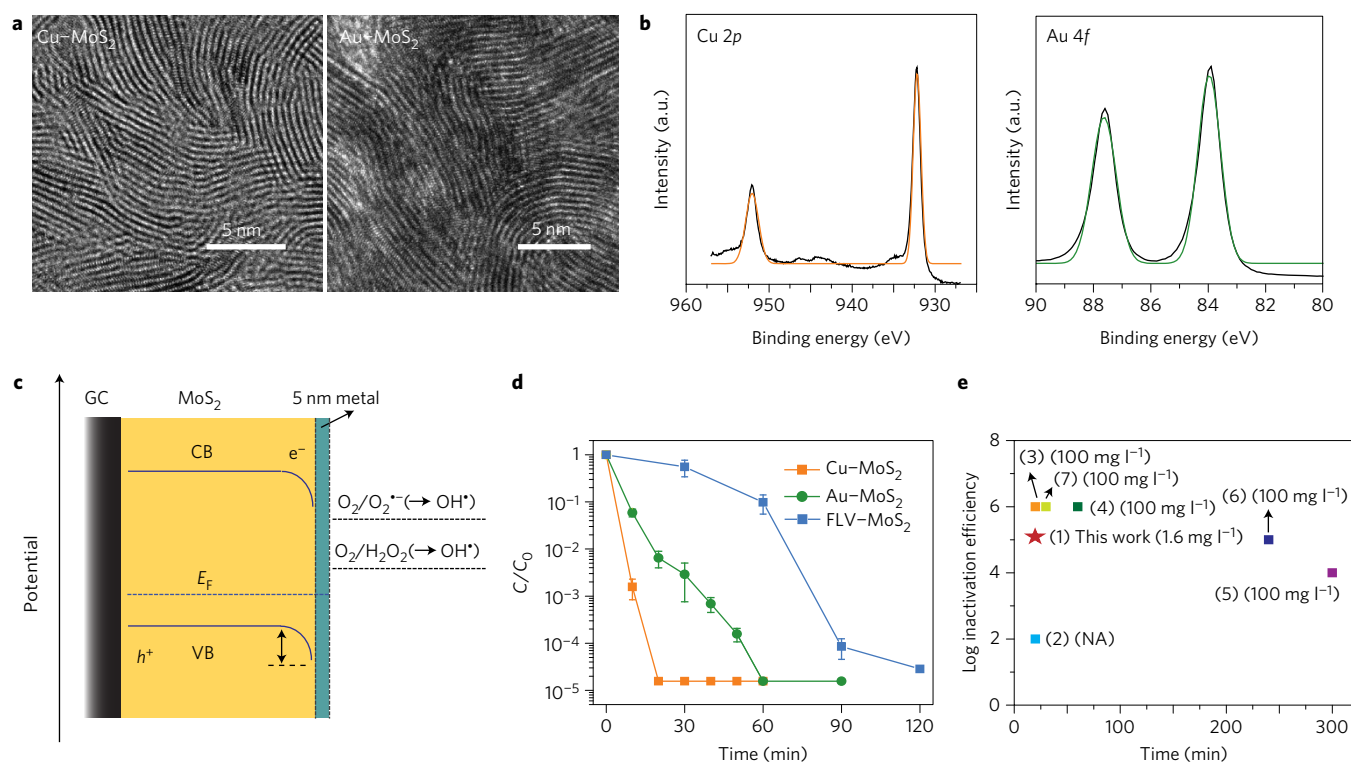 a
Cu–MoS2
5 nm
Au–MoS2
5 nm
b
Cu 2p
Intensity (a.u.)
960 950 940 930
Binding energy (eV)
Au 4f
Intensity (a.u.)
90 88 86 84 82 80
Binding energy (eV)
c
Potential
GC MoS2 5 nm metal
CB e–
O2/O2•–(→ OH•)
O2/H2O2(→ OH•)
EF
h+ VB
d
C/C0
1
10–1
10–2
10–3
10–4
10–5
0 30 60 90 120
Time (min)
Cu–MoS2
Au–MoS2
FLV–MoS2
e
Log inactivation efficiency
8
6
4
2
0
0 100 200 300
Time (min)
(3) (100 mg l–1)
(7) (100 mg l–1)
(4) (100 mg l–1)
(6) (100 mg l–1)
(1) This work (1.6 mg l–1)
(5) (100 mg l–1)
(2) (NA)